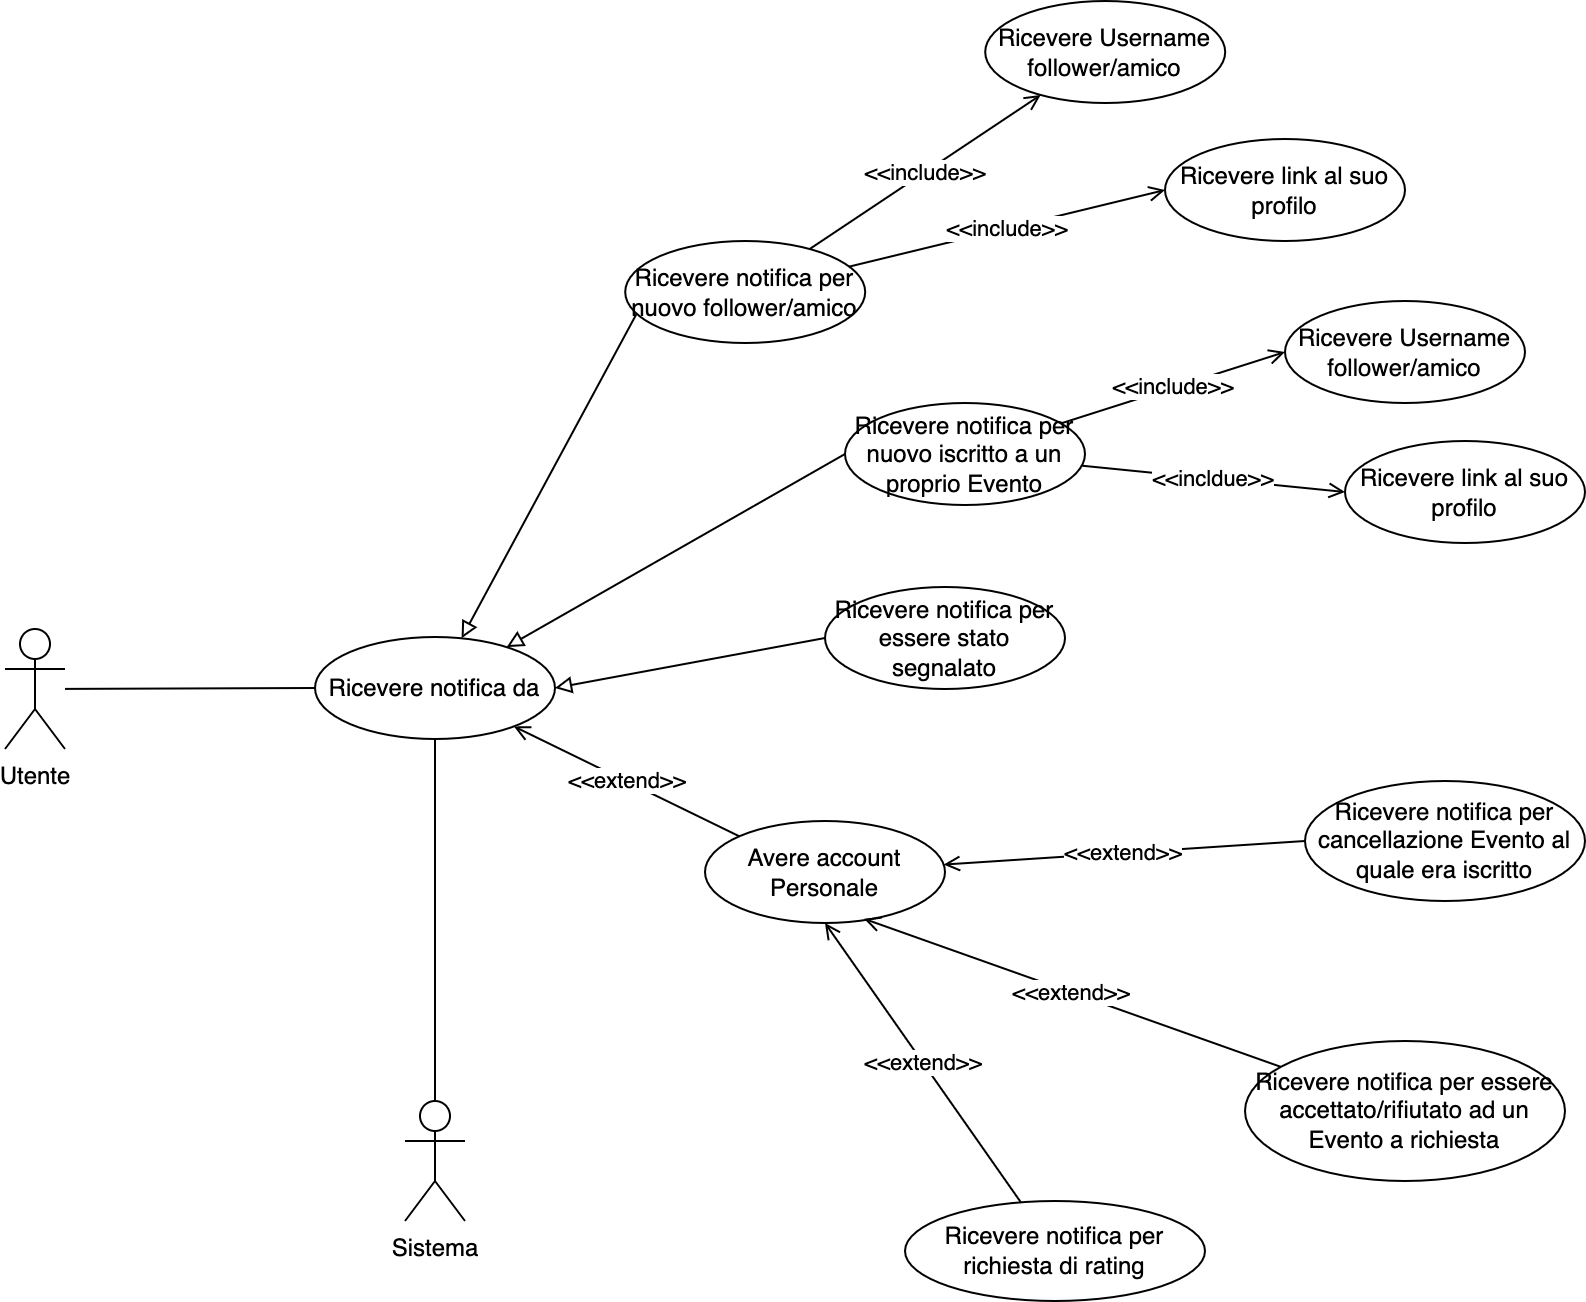 Ricevere Username
follower/amico
<<include>>
Ricevere link al suo
profilo
<<include>>
Ricevere notifica per
nuovo follower/amico
Ricevere Username
follower/amico
<<include>>
Ricevere notifica per
nuovo iscritto a un
proprio Evento
<<incldue>>
Ricevere link al suo
profilo
Ricevere notifica per
essere stato
segnalato
Ricevere notifica da
Utente
<<extend>>
Avere account
Personale
<<extend>>
Ricevere notifica per
cancellazione Evento al
quale era iscritto
<<extend>>
<<extend>>
Ricevere notifica per essere
accettato/rifiutato ad un
Evento a richiesta
Sistema
Ricevere notifica per
richiesta di rating